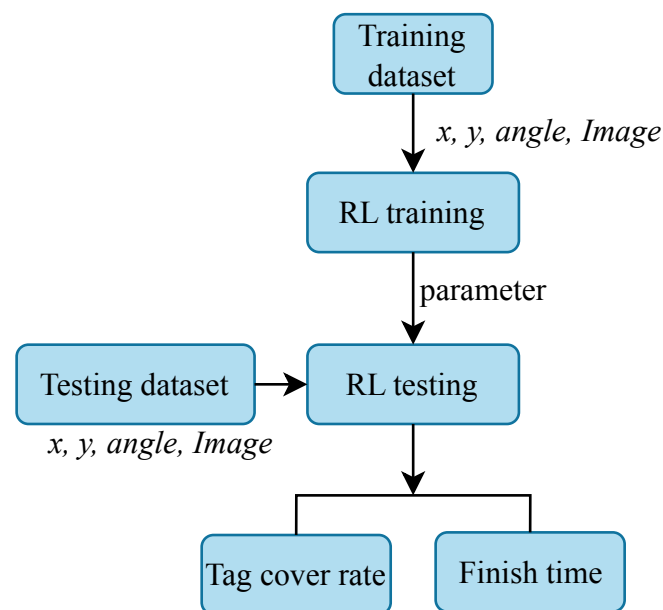 Training
dataset
x, y, angle, Image
RL training
parameter
Testing dataset
RL testing
x, y, angle, Image
Tag cover rate
Finish time